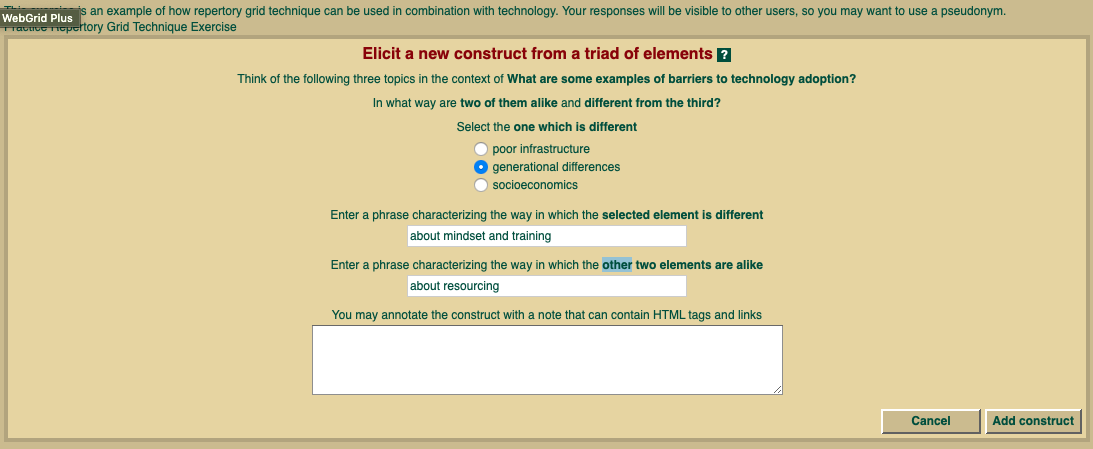 is an example of how repertory grid technique can be used in combination with technology. Your responses will be visible to other users, so you may want to use a pseudonym.
WebGrid Plus
Practice Repertory Grid Technique Exercise
Elicit a new construct from a triad of elements ?
Think of the following three topics in the context of What are some examples of barriers to technology adoption?
In what way are two of them alike and different from the third?
Select the one which is different
poor infrastructure
generational differences
socioeconomics
Enter a phrase characterizing the way in which the selected element is different
about mindset and training
Enter a phrase characterizing the way in which the other two elements are alike
about resourcing
You may annotate the construct with a note that can contain HTML tags and links
Cancel Add construct